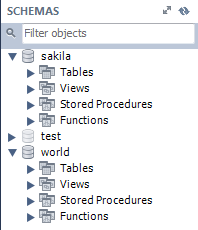 SCHEMAS
Filter objects
sakila
Tables
Views
Stored Procedures
Functions
test
world
Tables
Views
Stored Procedures
Functions